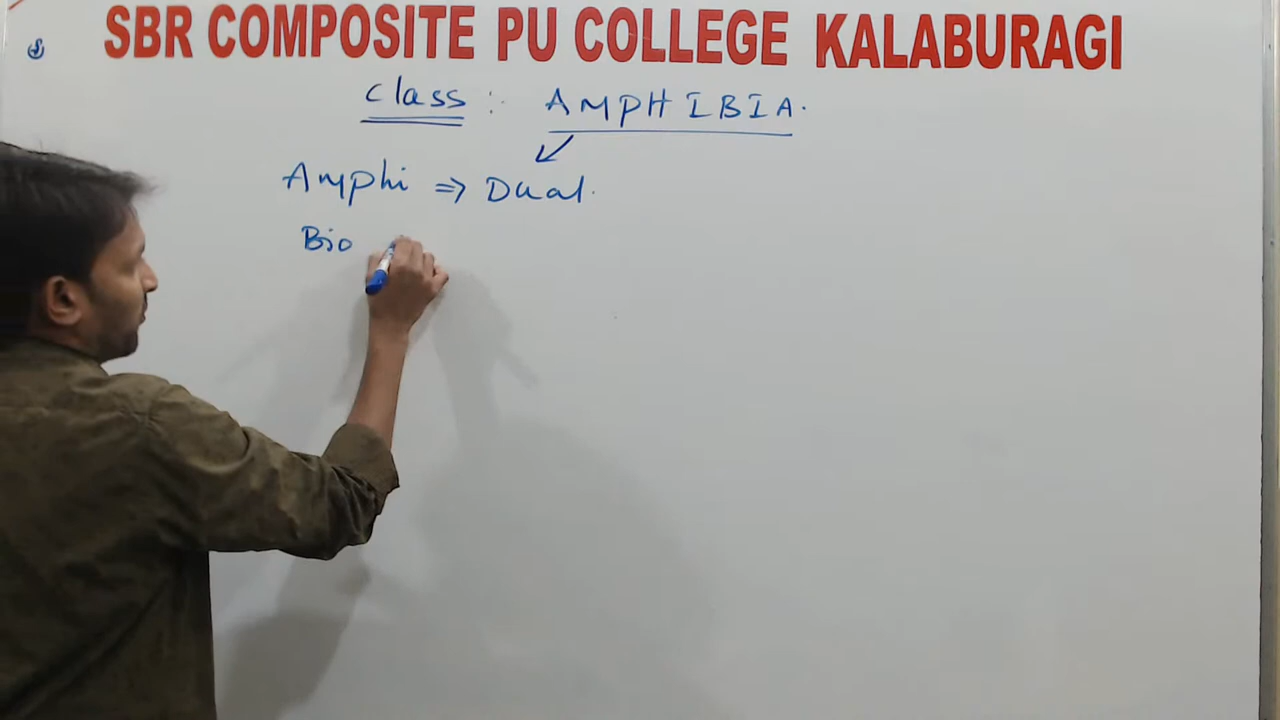 SBR COMPOSITE PU COLLEGE KALABURAGI
Class : AMPHIBIA.
Amphi ⇒ Dual.
Bio